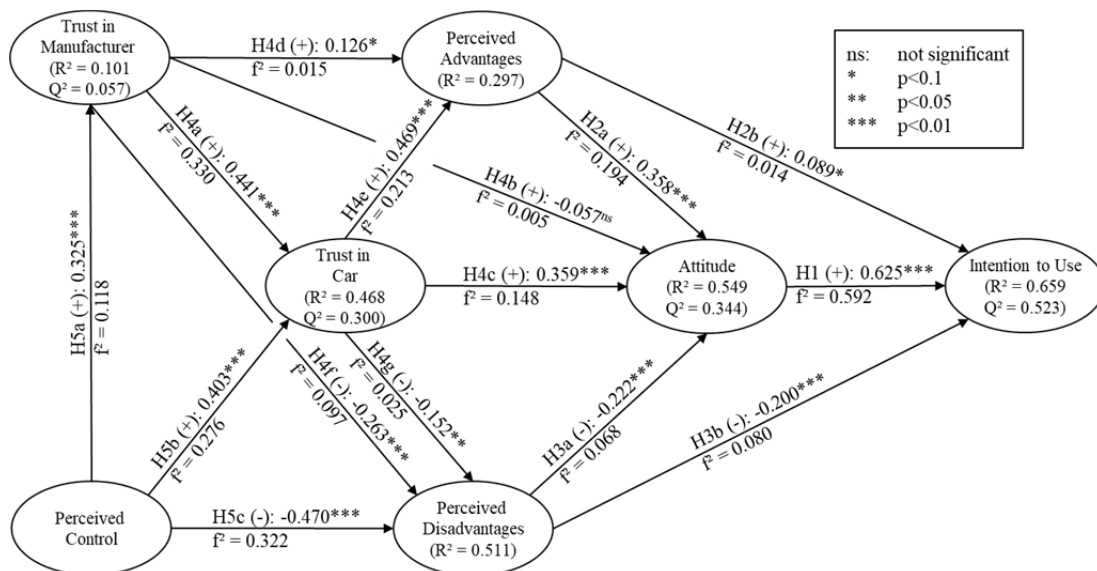 Trust in
Manufacturer
(R² = 0.101
Q² = 0.057)
H4d (+): 0.126*
f² = 0.015
Perceived
Advantages
(R² = 0.297)
ns: not significant
* p<0.1
** p<0.05
*** p<0.01
H4a (+): 0.441***
f² = 0.330
H4e (+): 0.469***
f² = 0.213
H2a (+): 0.358***
f² = 0.194
H2b (+): 0.089*
f² = 0.014
H4b (+): -0.057ns
f² = 0.005
H5a (+): 0.325***
f² = 0.118
Trust in
Car
(R² = 0.468
Q² = 0.300)
H4c (+): 0.359***
f² = 0.148
Attitude
(R² = 0.549
Q² = 0.344)
H1 (+): 0.625***
f² = 0.592
Intention to Use
(R² = 0.659
Q² = 0.523)
H5b (+): 0.403***
f² = 0.276
H4f (-): -0.263***
f² = 0.097
H4g (-): -0.152**
f² = 0.025
H3a (-): -0.222***
f² = 0.068
H3b (-): -0.200***
f² = 0.080
Perceived
Control
H5c (-): -0.470***
f² = 0.322
Perceived
Disadvantages
(R² = 0.511)